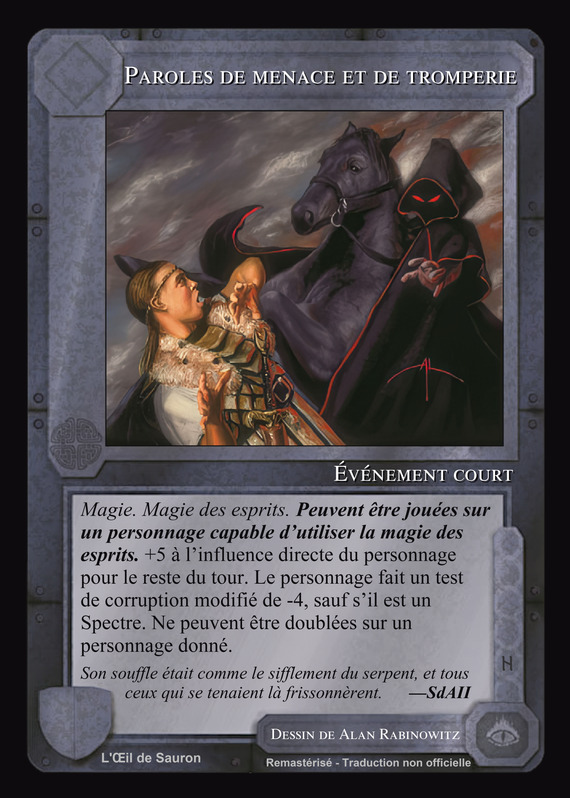 Paroles de menace et de tromperie
Événement court
Magie. Magie des esprits. Peuvent être jouées sur
un personnage capable d'utiliser la magie des
esprits. +5 à l'influence directe du personnage
pour le reste du tour. Le personnage fait un test
de corruption modifié de -4, sauf s'il est un
Spectre. Ne peuvent être doublées sur un
personnage donné.
Son souffle était comme le sifflement du serpent, et tous
ceux qui se tenaient là frissonnèrent. —SdAII
Dessin de Alan Rabinowitz
L'Œil de Sauron
Remastérisé - Traduction non officielle